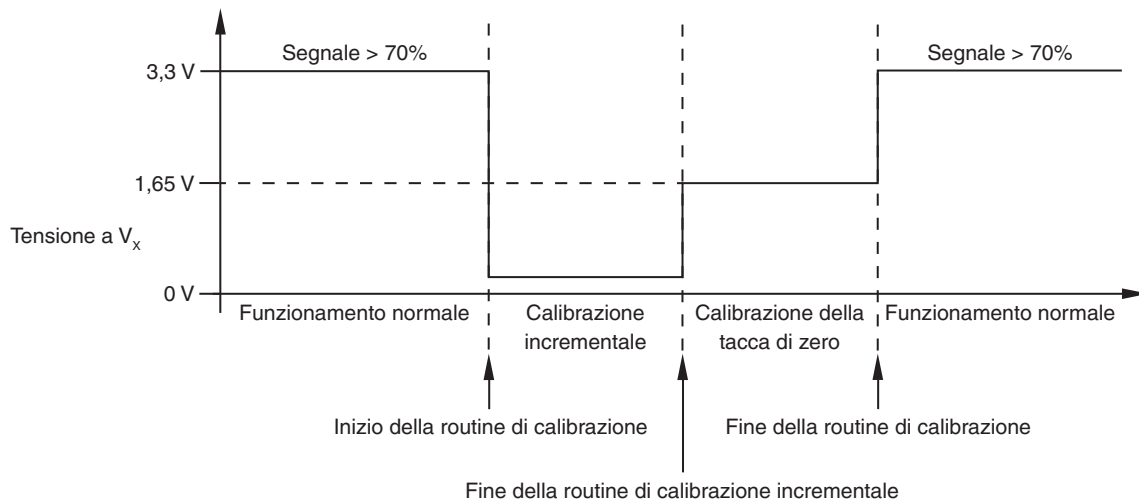 Segnale > 70%
Segnale > 70%
3,3 V
1,65 V
Tensione a Vx
0 V
Funzionamento normale
Calibrazione
incrementale
Calibrazione della
tacca di zero
Funzionamento normale
Inizio della routine di calibrazione
Fine della routine di calibrazione
Fine della routine di calibrazione incrementale